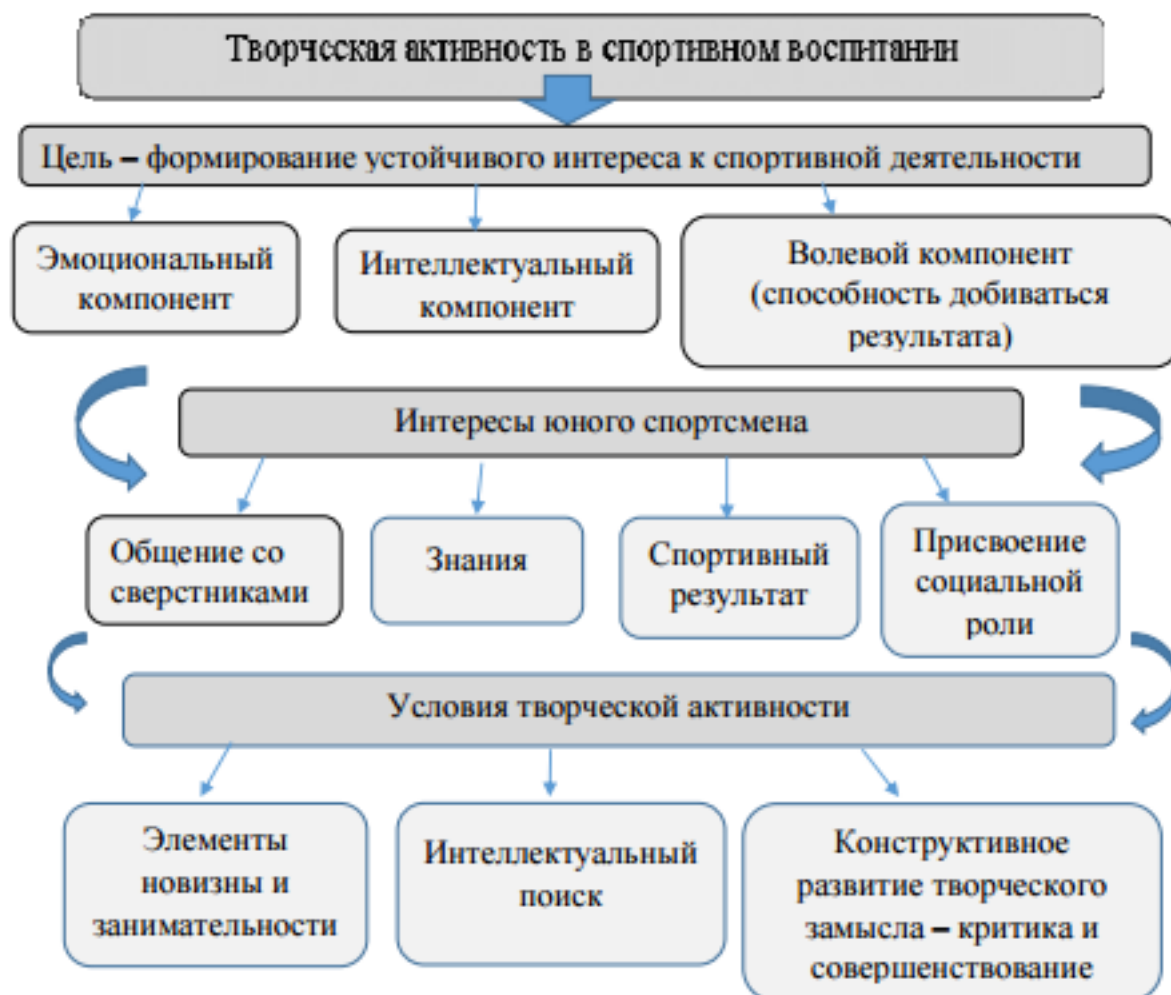 Творческая активность в спортивном воспитании
Цель – формирование устойчивого интереса к спортивной деятельности
Эмоциональный
компонент
Интеллектуальный
компонент
Волевой компонент
(способность добиваться
результата)
Интересы юного спортсмена
Общение со
сверстниками
Знания
Спортивный
результат
Присвоение
социальной
роли
Условия творческой активности
Элементы
новизны и
занимательности
Интеллектуальный
поиск
Конструктивное
развитие творческого
замысла – критика и
совершенствование